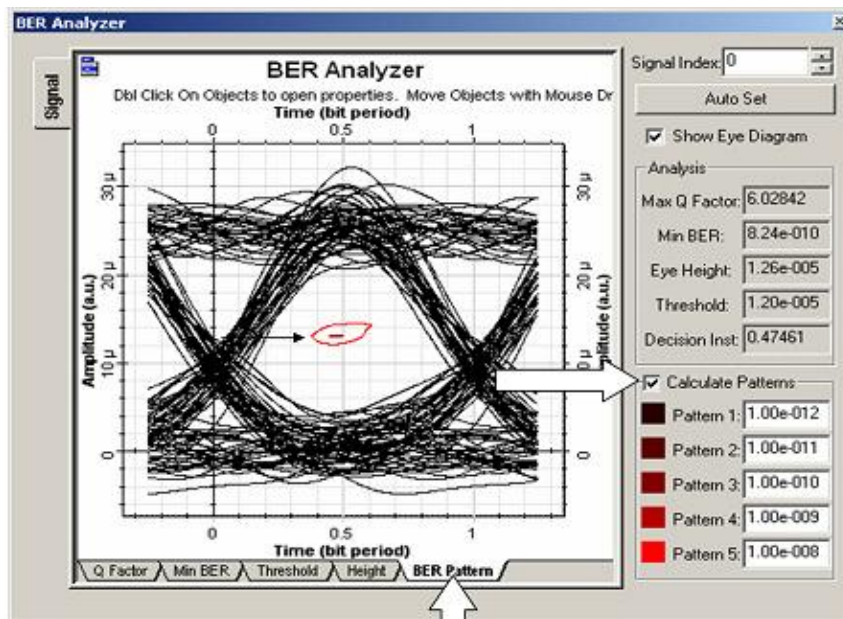 BER Analyzer
Signal
BER Analyzer
Dbl Click On Objects to open properties. Move Objects with Mouse Dr
Time (bit period)
0 0.5 1
Amplitude (a.u.)
30 µ
20 µ
10 µ
0
30 µ
20 µ
10 µ
0
mplitude (a.u.)
0 0.5 1
Time (bit period)
Q Factor Min BER Threshold Height BER Pattern
Signal Index: 0
Auto Set
Show Eye Diagram
Analysis
Max Q Factor: 6.02842
Min BER: 8.24e-010
Eye Height: 1.26e-005
Threshold: 1.20e-005
Decision Inst: 0.47461
Calculate Patterns
Pattern 1: 1.00e-012
Pattern 2: 1.00e-011
Pattern 3: 1.00e-010
Pattern 4: 1.00e-009
Pattern 5: 1.00e-008